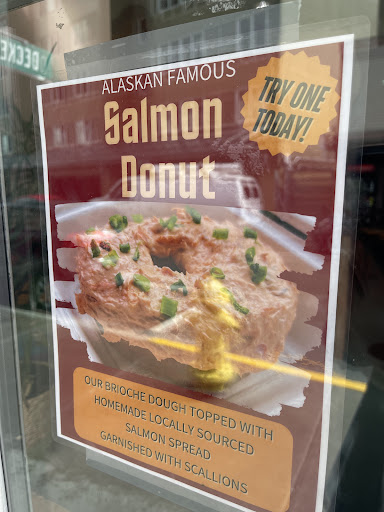 DECKE
ALASKAN FAMOUS
Salmon
Donut
TRY ONE
TODAY!
OUR BRIOCHE DOUGH TOPPED WITH
HOMEMADE LOCALLY SOURCED
SALMON SPREAD
GARNISHED WITH SCALLIONS